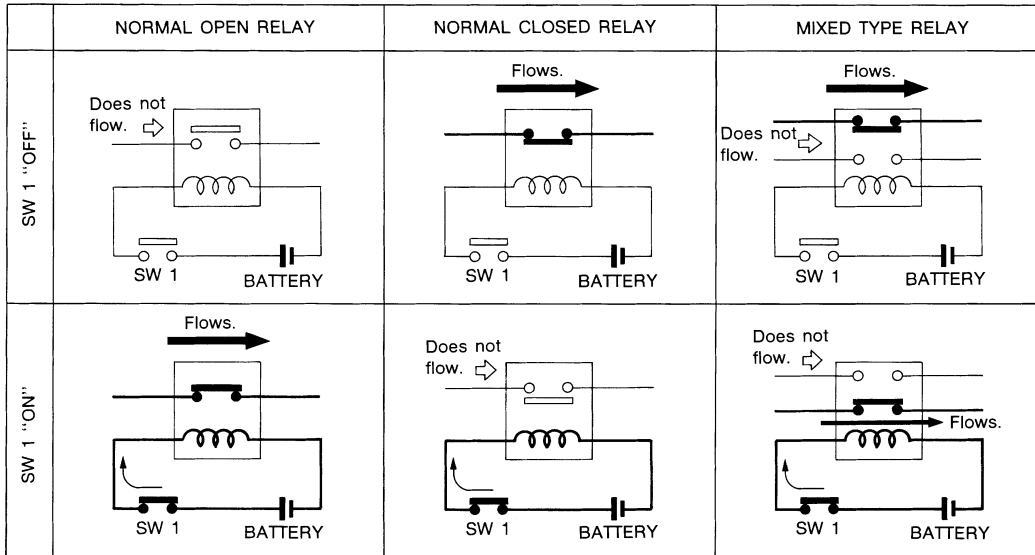 NORMAL OPEN RELAY
NORMAL CLOSED RELAY
MIXED TYPE RELAY
SW 1 "OFF"
Does not
flow.
SW 1
BATTERY
Flows.
SW 1
BATTERY
Flows.
Does not
flow.
SW 1
BATTERY
SW 1 "ON"
Flows.
SW 1
BATTERY
Does not
flow.
SW 1
BATTERY
Does not
flow.
Flows.
SW 1
BATTERY